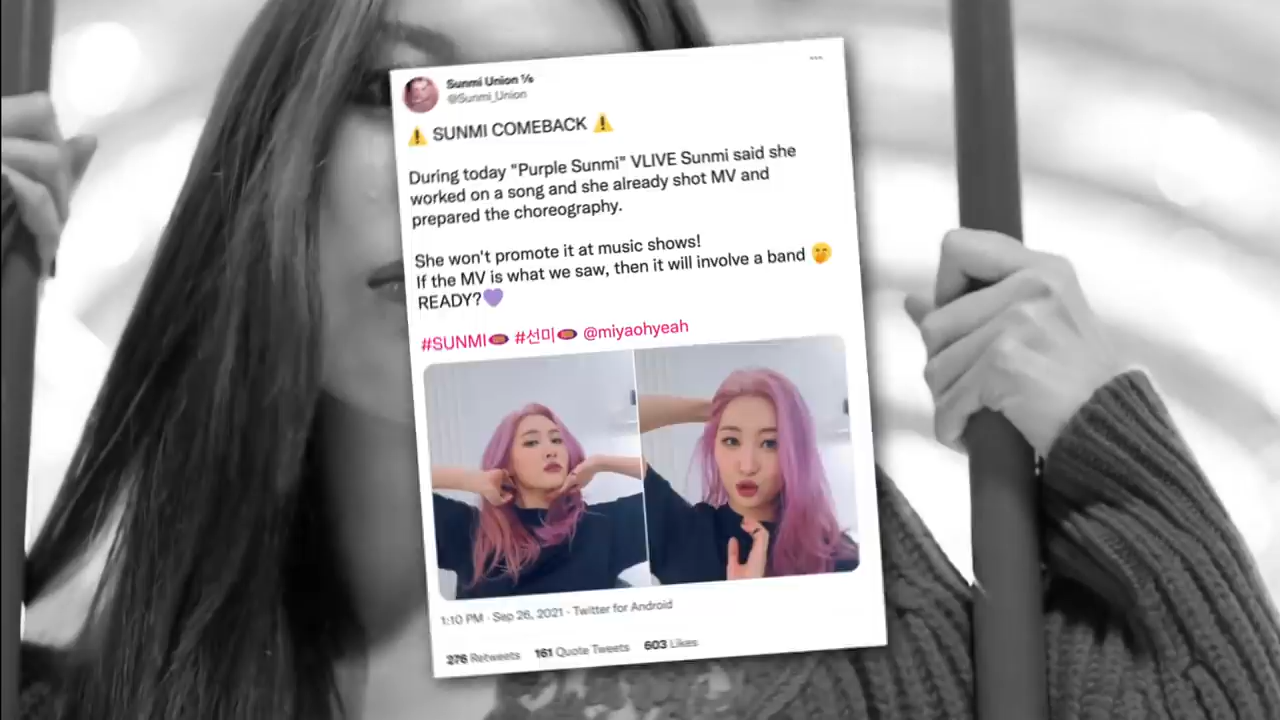 Sunmi Union ⅙
@Sunmi_Union
⚠️ SUNMI COMEBACK ⚠️
During today "Purple Sunmi" VLIVE Sunmi said she
worked on a song and she already shot MV and
prepared the choreography.
She won't promote it at music shows!
If the MV is what we saw, then it will involve a band 🤭
READY?💜
#SUNMI #선미 @miyaohyeah
1:10 PM · Sep 26, 2021 · Twitter for Android
276 Retweets 161 Quote Tweets 603 Likes